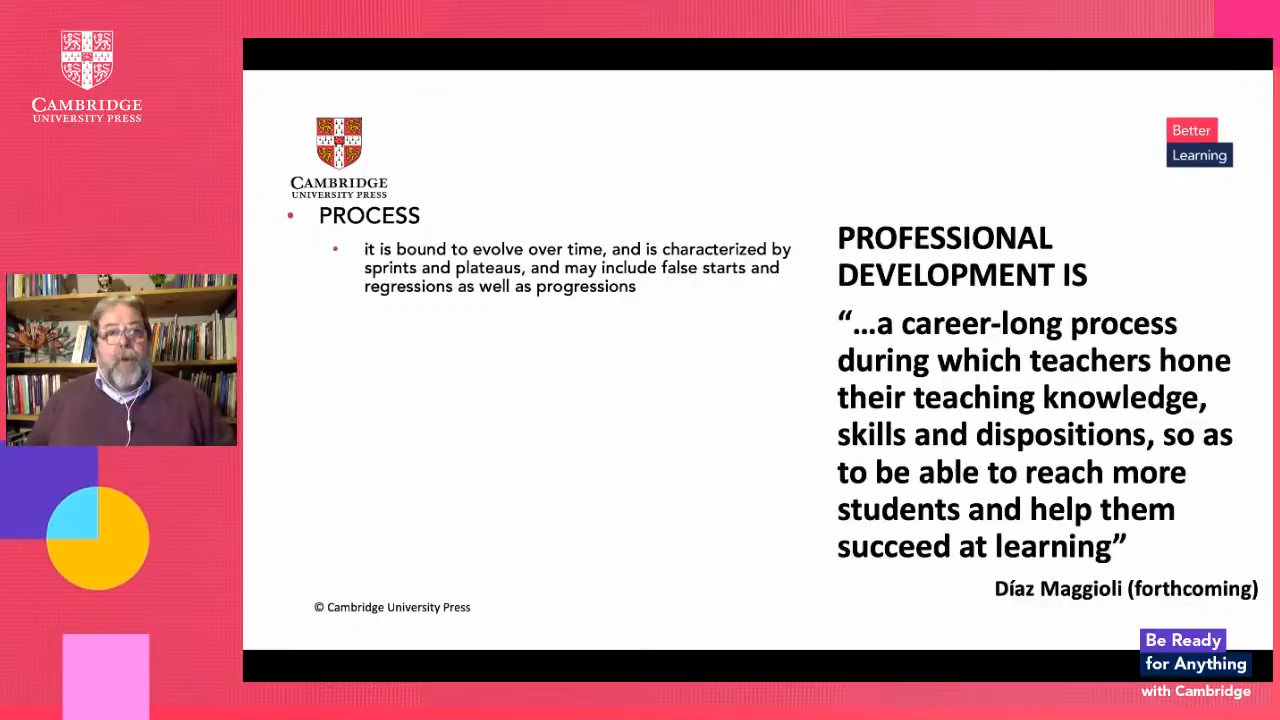 CAMBRIDGE
UNIVERSITY PRESS
CAMBRIDGE
UNIVERSITY PRESS
Better
Learning
• PROCESS
• it is bound to evolve over time, and is characterized by
sprints and plateaus, and may include false starts and
regressions as well as progressions
PROFESSIONAL
DEVELOPMENT IS
“...a career-long process
during which teachers hone
their teaching knowledge,
skills and dispositions, so as
to be able to reach more
students and help them
succeed at learning”
Díaz Maggioli (forthcoming)
© Cambridge University Press
Be Ready
for Anything
with Cambridge